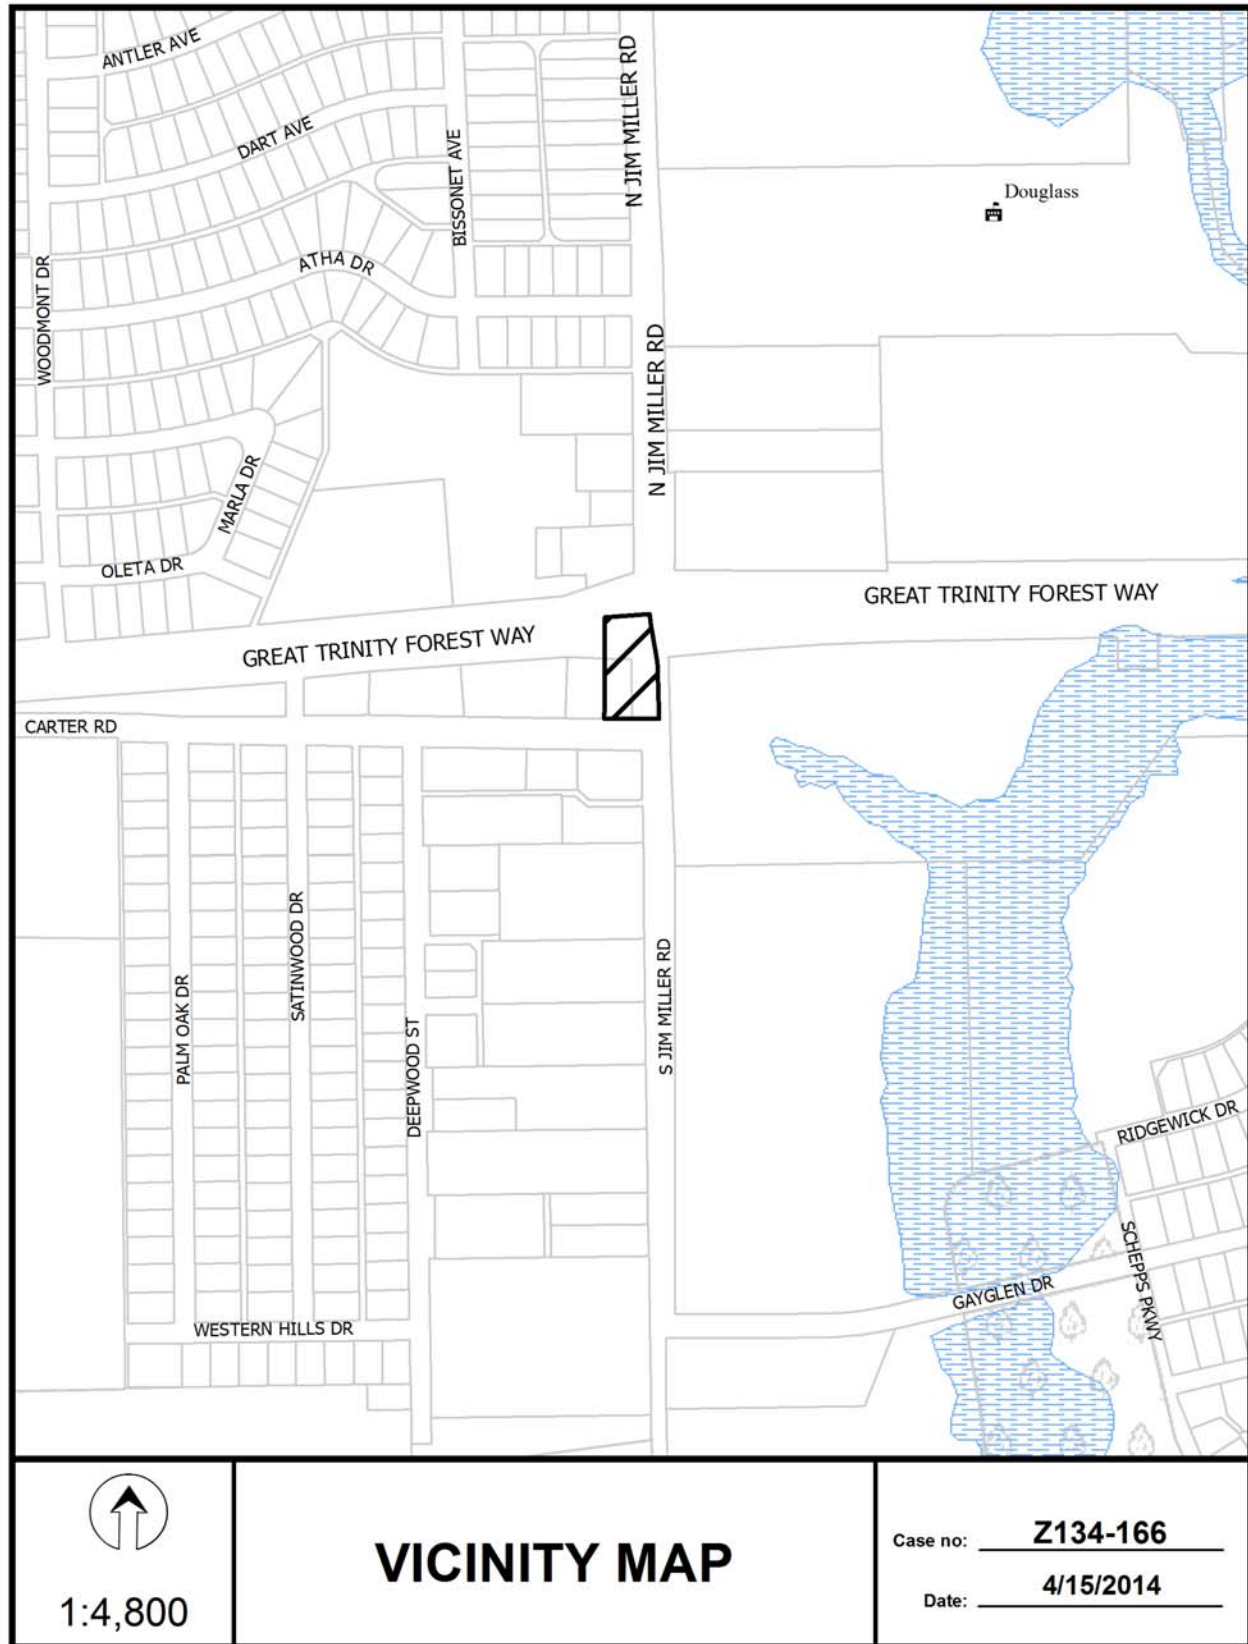 ANTLER AVE
N JIM MILLER RD
DART AVE
BISSONET AVE
Douglass
ATHA DR
WOODMONT DR
N JIM MILLER RD
MARLA DR
OLETA DR
GREAT TRINITY FOREST WAY
GREAT TRINITY FOREST WAY
CARTER RD
SATINWOOD DR
PALM OAK DR
S JIM MILLER RD
DEEPWOOD ST
RIDGEWICK DR
SCHEPPS PKWY
GAYGLEN DR
WESTERN HILLS DR
1:4,800
VICINITY MAP
Case no: Z134-166
Date: 4/15/2014